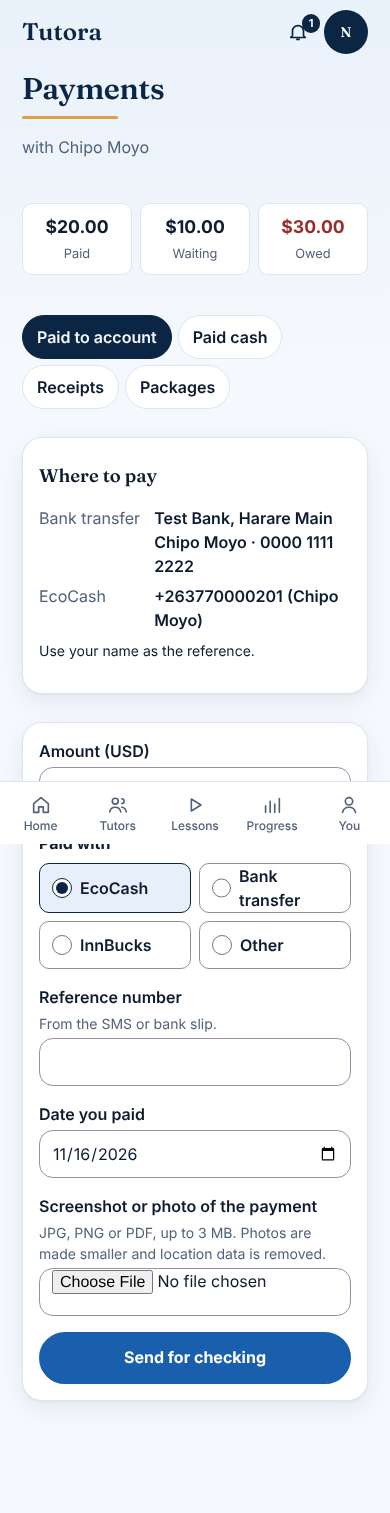 Tutora
1
N
Payments
with Chipo Moyo
$20.00
Paid
$10.00
Waiting
$30.00
Owed
Paid to account
Paid cash
Receipts
Packages
Where to pay
Bank transfer
Test Bank, Harare Main
Chipo Moyo · 0000 1111
2222
EcoCash
+263770000201 (Chipo
Moyo)
Use your name as the reference.
Amount (USD)
Home
Tutors
Lessons
Progress
You
Paid with
EcoCash
Bank
transfer
InnBucks
Other
Reference number
From the SMS or bank slip.
Date you paid
11/16/2026
Screenshot or photo of the payment
JPG, PNG or PDF, up to 3 MB. Photos are
made smaller and location data is removed.
Choose File No file chosen
Send for checking